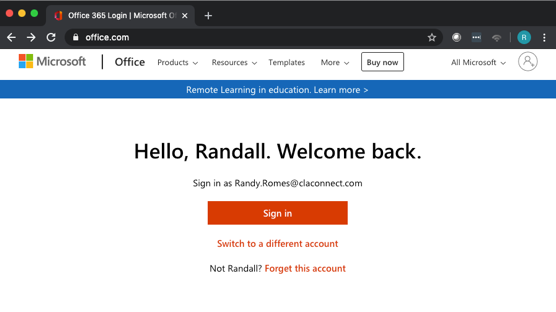 Office 365 Login | Microsoft Of
office.com
R
Microsoft Office Products Resources Templates More Buy now All Microsoft
Remote Learning in education. Learn more >
Hello, Randall. Welcome back.
Sign in as Randy.Romes@claconnect.com
Sign in
Switch to a different account
Not Randall? Forget this account